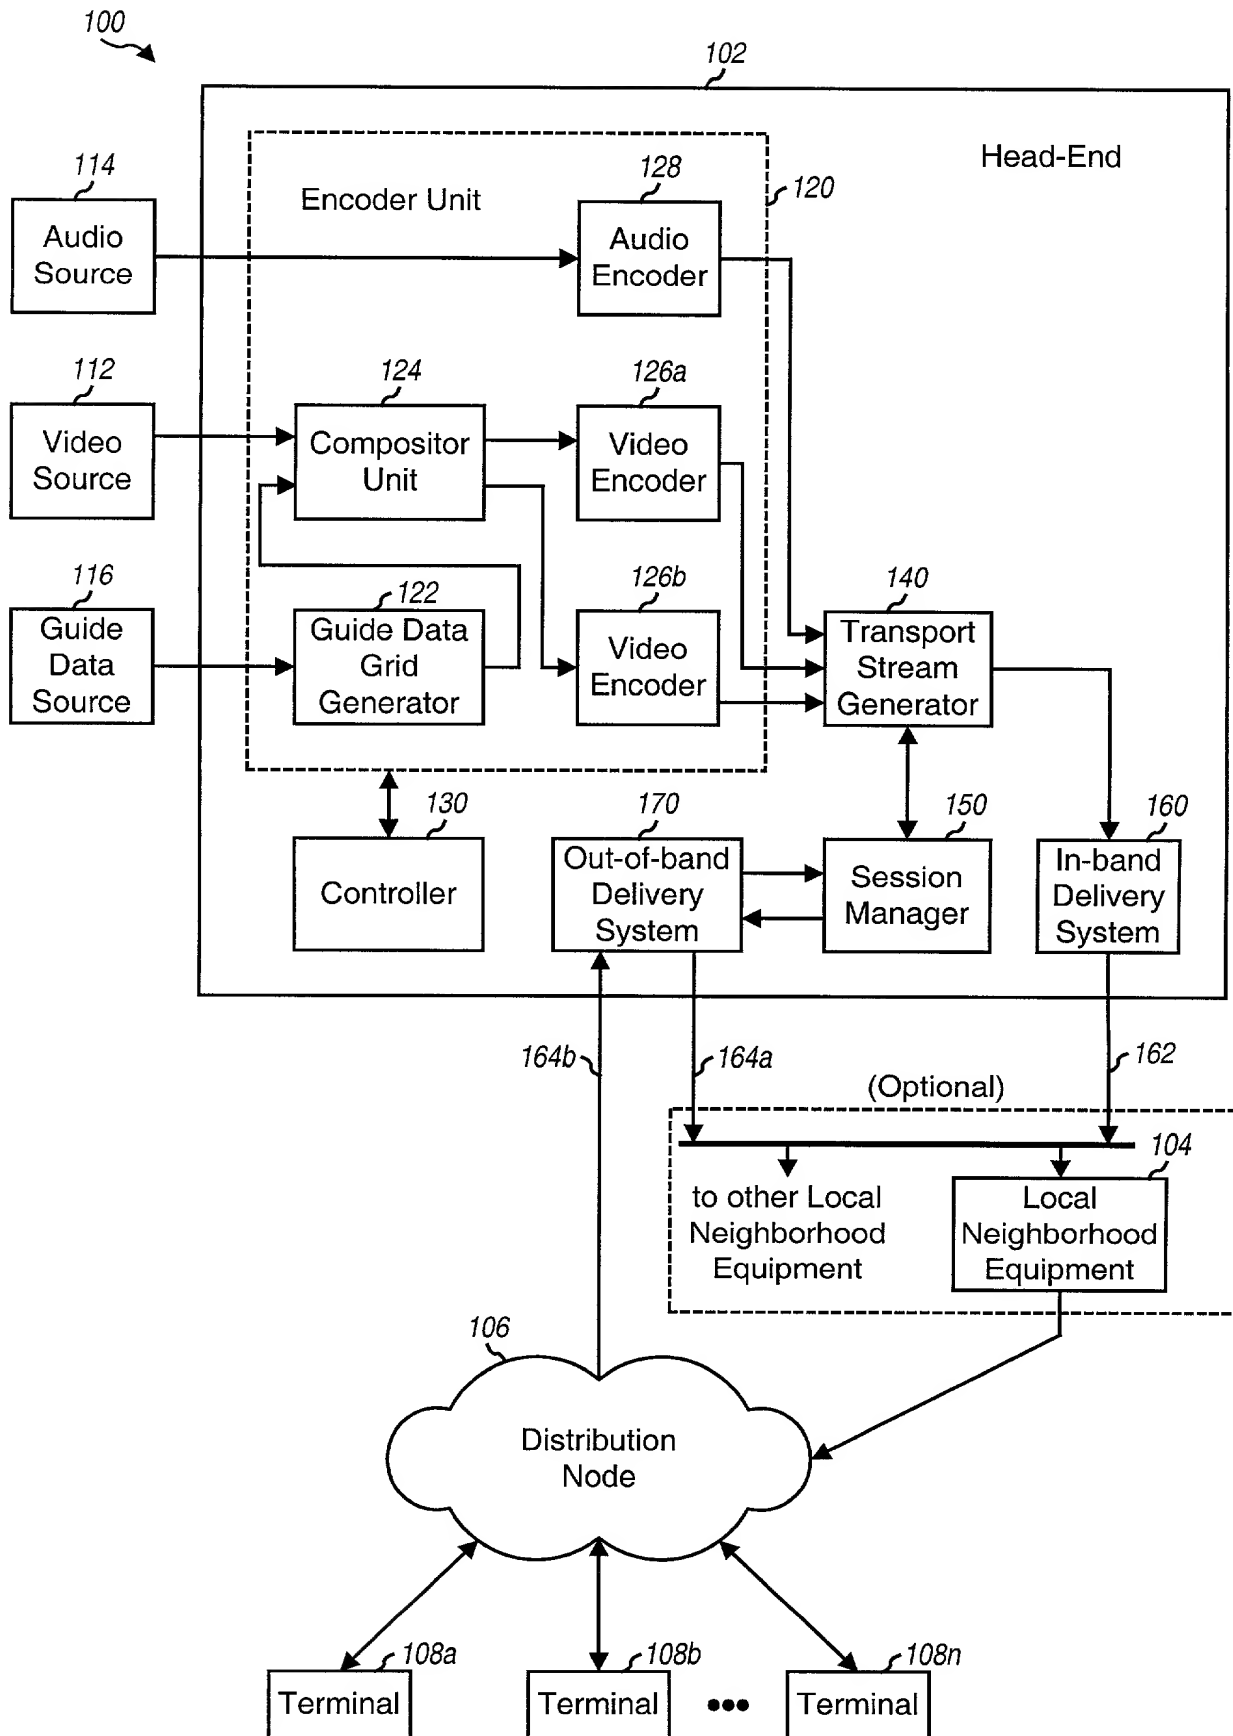 100
102
Head-End
114
Audio
Source
Encoder Unit
128
Audio
Encoder
120
112
Video
Source
124
Compositor
Unit
126a
Video
Encoder
116
Guide
Data
Source
122
Guide Data
Grid
Generator
126b
Video
Encoder
140
Transport
Stream
Generator
130
Controller
170
Out-of-band
Delivery
System
150
Session
Manager
160
In-band
Delivery
System
164b
164a
162
(Optional)
to other Local
Neighborhood
Equipment
104
Local
Neighborhood
Equipment
106
Distribution
Node
108a
Terminal
108b
Terminal
108n
Terminal